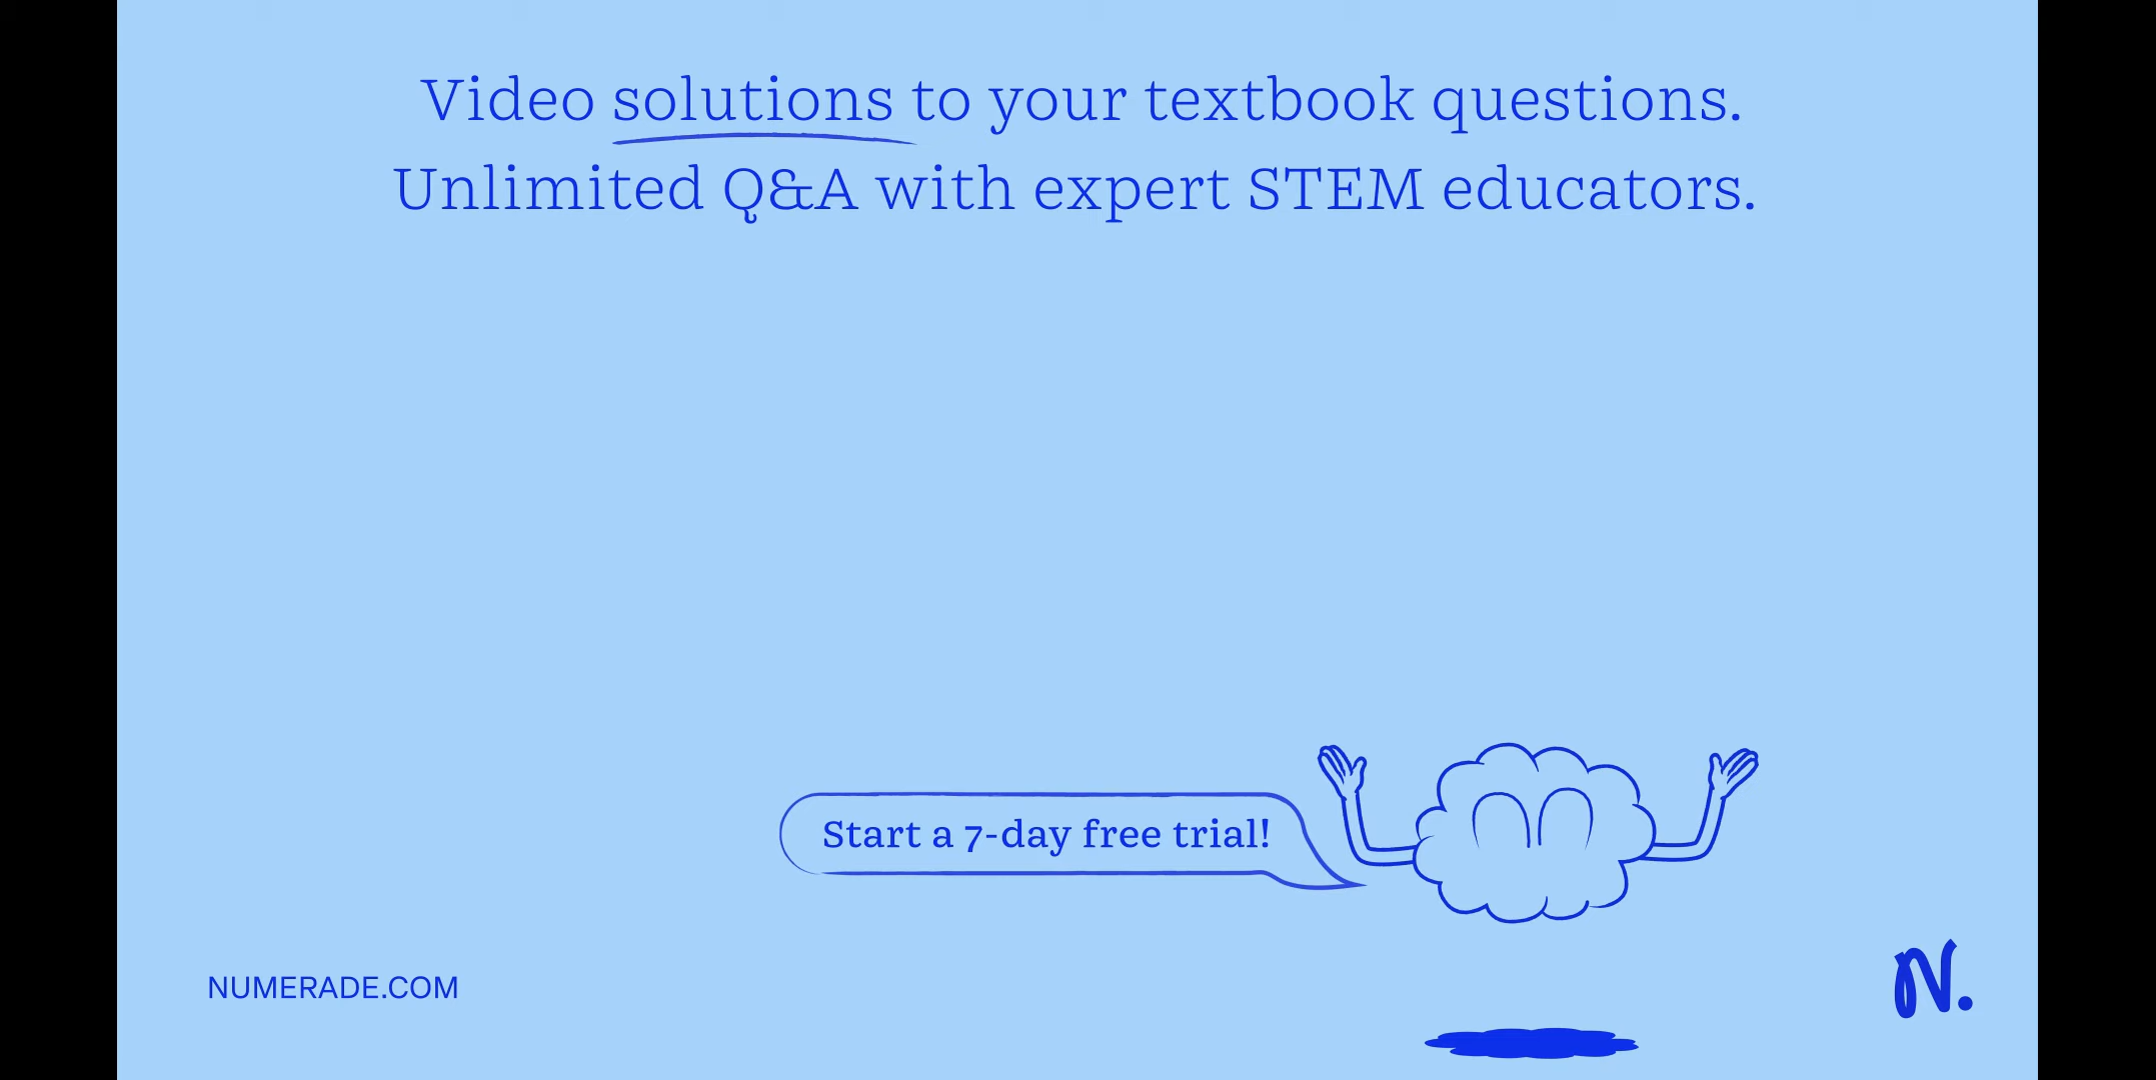 Video solutions to your textbook questions.
Unlimited Q&A with expert STEM educators.
Start a 7-day free trial!
NUMERADE.COM
N.